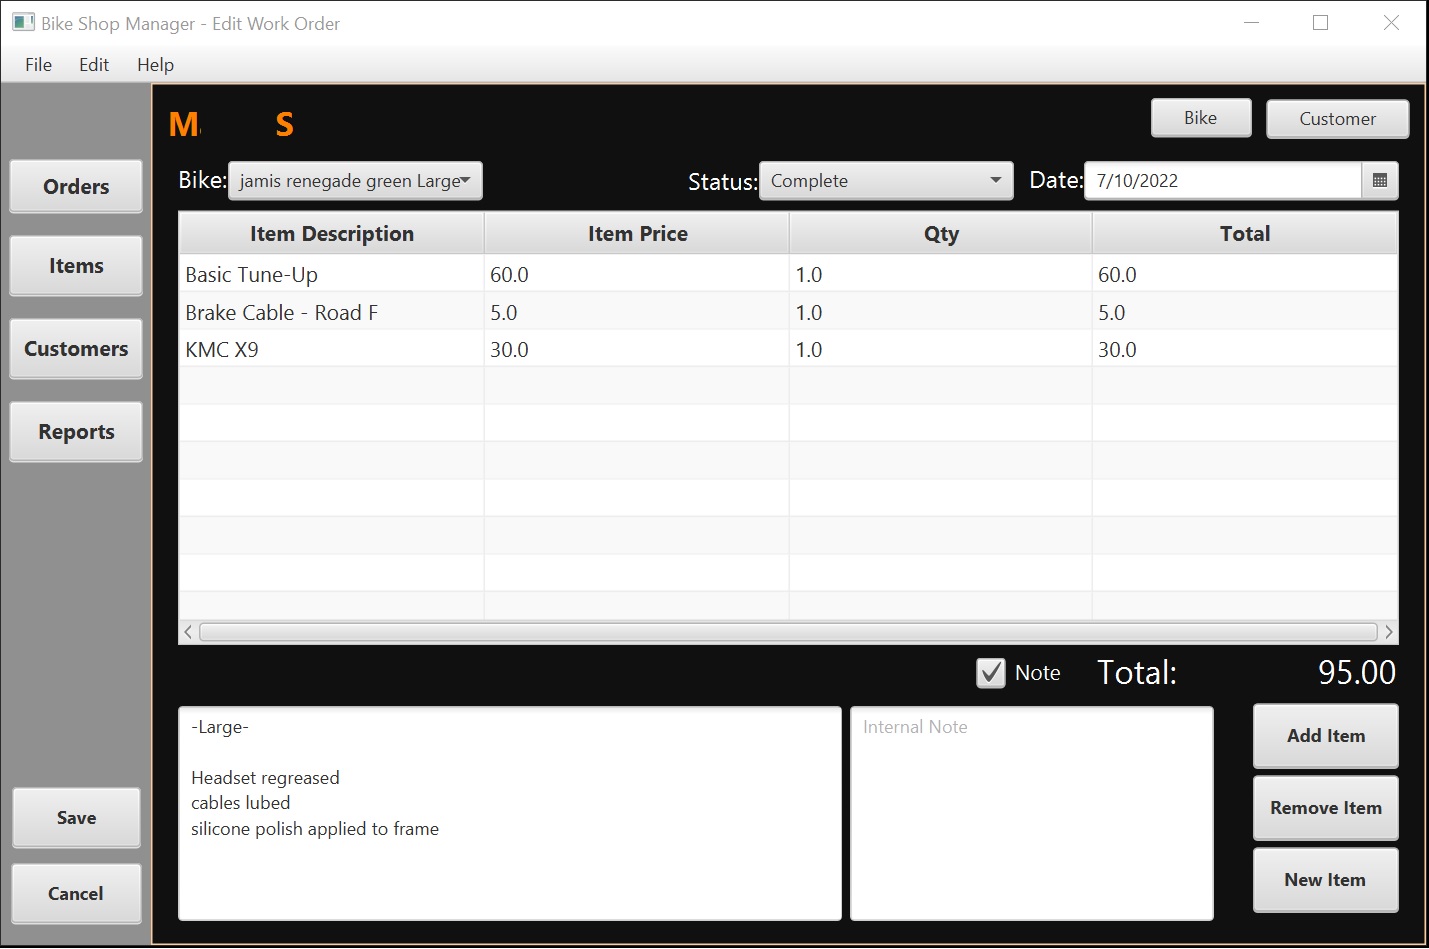 Bike Shop Manager - Edit Work Order
File Edit Help
M S
Bike Customer
Bike: jamis renegade green Large Status: Complete Date: 7/10/2022
Orders
Items
Customers
Reports
Item Description Item Price Qty Total
Basic Tune-Up 60.0 1.0 60.0
Brake Cable - Road F 5.0 1.0 5.0
KMC X9 30.0 1.0 30.0
Note Total: 95.00
-Large-
Headset regreased
cables lubed
silicone polish applied to frame
Internal Note
Add Item
Remove Item
New Item
Save
Cancel